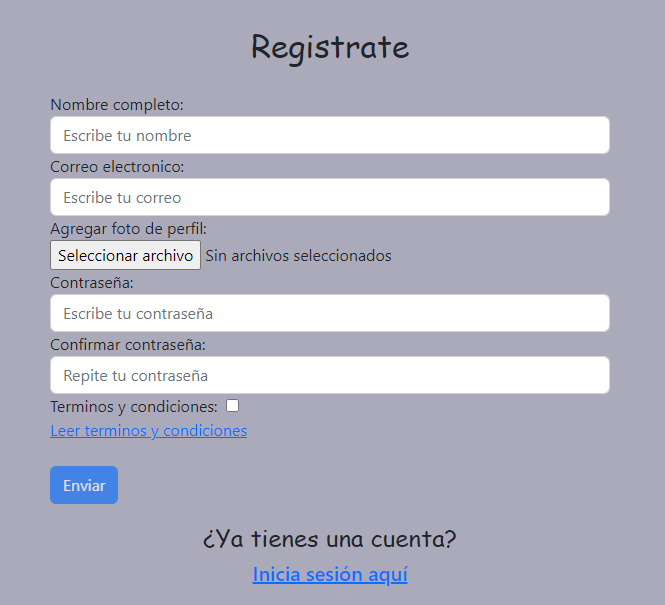 Registrate
Nombre completo:
Escribe tu nombre
Correo electronico:
Escribe tu correo
Agregar foto de perfil:
Seleccionar archivo Sin archivos seleccionados
Contraseña:
Escribe tu contraseña
Confirmar contraseña:
Repite tu contraseña
Terminos y condiciones:
Leer terminos y condiciones
Enviar
¿Ya tienes una cuenta?
Inicia sesión aquí